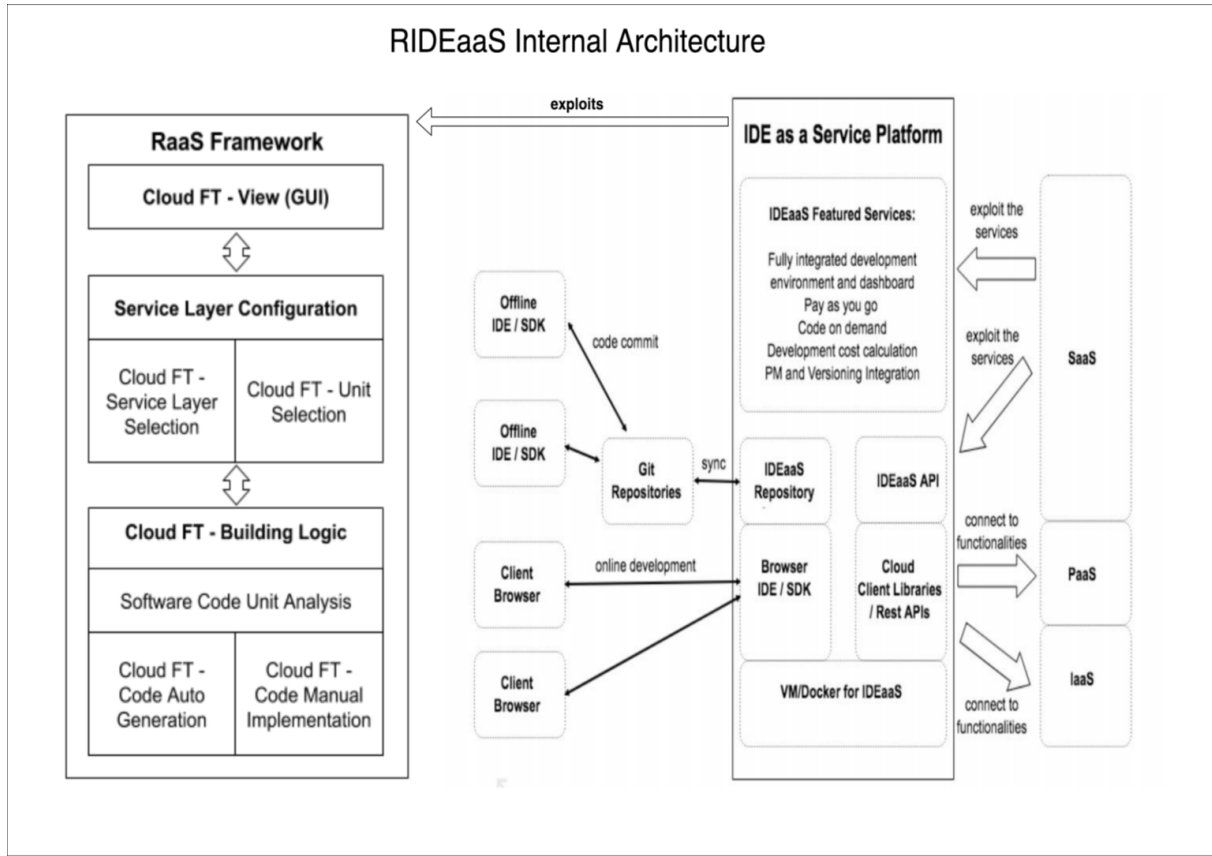 RIDEaaS Internal Architecture
exploits
RaaS Framework
Cloud FT - View (GUI)
Service Layer Configuration
Cloud FT -
Service Layer
Selection
Cloud FT - Unit
Selection
Cloud FT - Building Logic
Software Code Unit Analysis
Cloud FT -
Code Auto
Generation
Cloud FT -
Code Manual
Implementation
Offline
IDE / SDK
code commit
Offline
IDE / SDK
Git
Repositories
sync
Client
Browser
online development
Client
Browser
IDE as a Service Platform
IDEaaS Featured Services:
Fully integrated development
environment and dashboard
Pay as you go
Code on demand
Development cost calculation
PM and Versioning Integration
IDEaaS
Repository
IDEaaS API
Browser
IDE / SDK
Cloud
Client Libraries
/ Rest APIs
VM/Docker for IDEaaS
exploit the
services
exploit the
services
connect to
functionalities
connect to
functionalities
SaaS
PaaS
IaaS